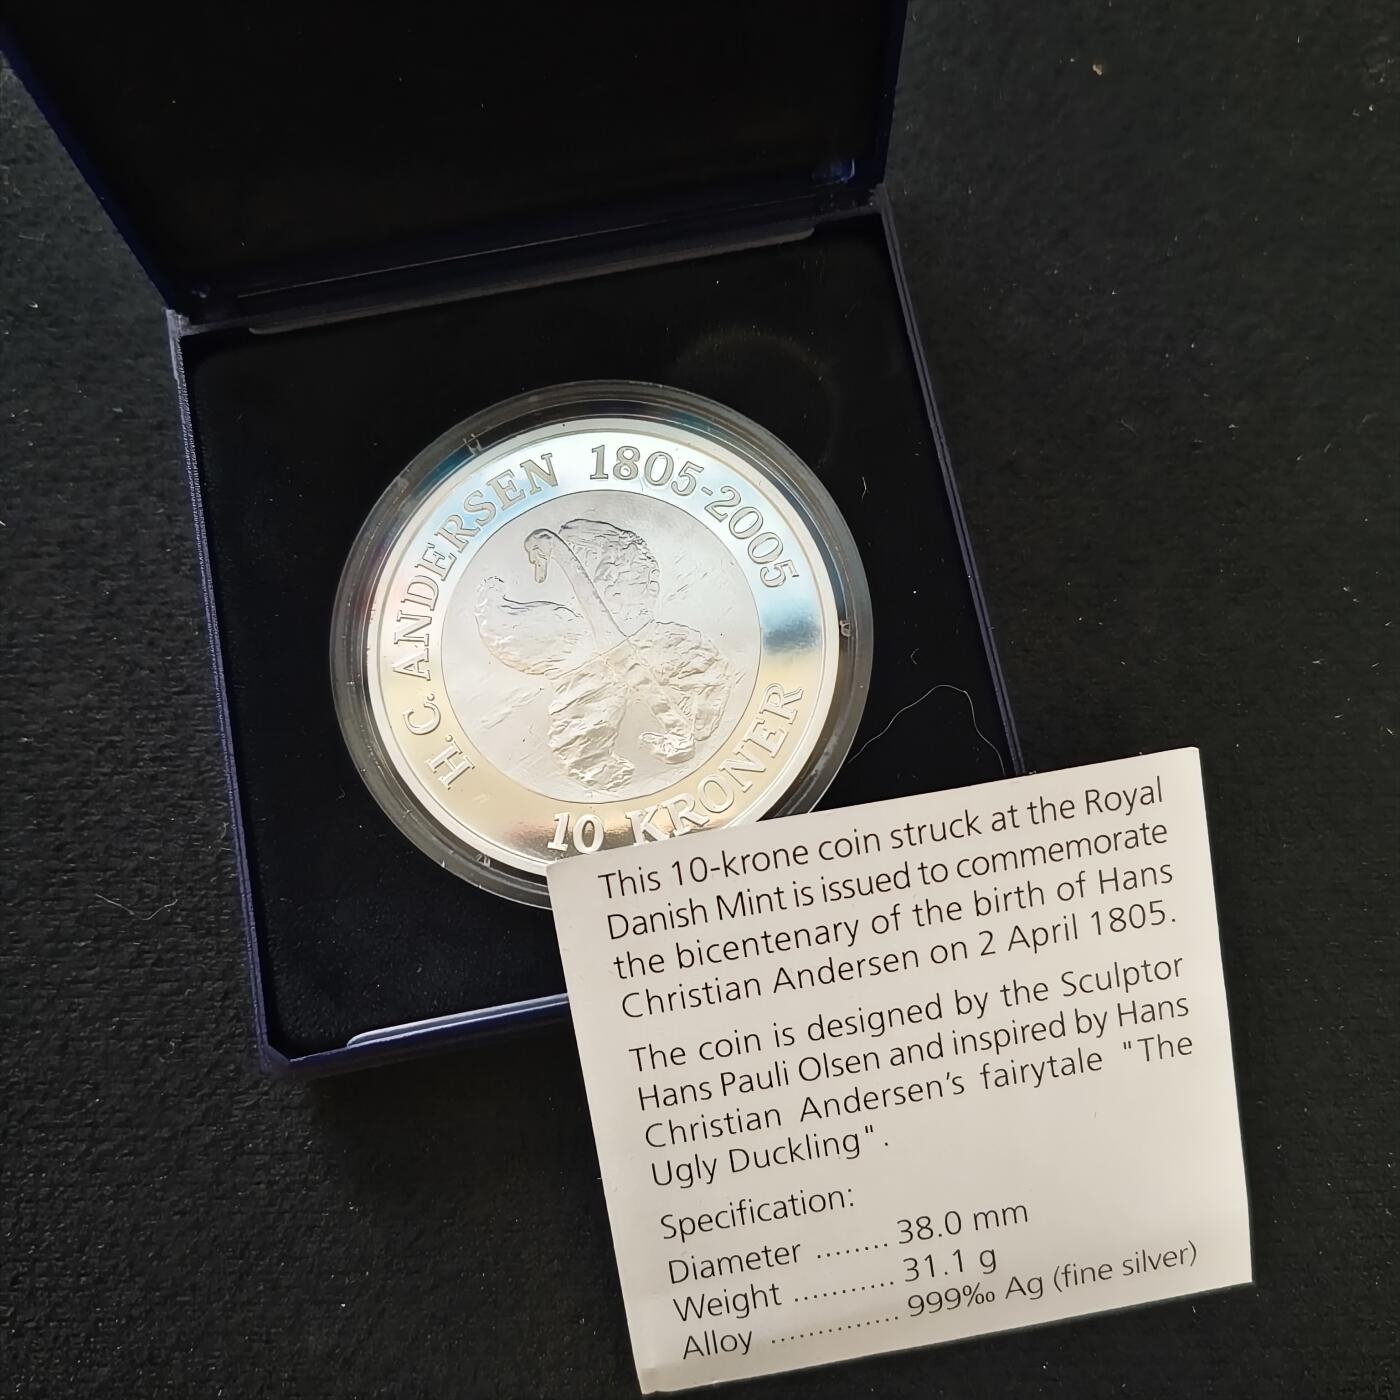 H. C. ANDERSEN 1805-2005
10 KRONER
This 10-krone coin struck at the Royal
Danish Mint is issued to commemorate
the bicentenary of the birth of Hans
Christian Andersen on 2 April 1805.
The coin is designed by the Sculptor
Hans Pauli Olsen and inspired by Hans
Christian Andersen's fairytale "The
Ugly Duckling".
Specification:
Diameter ........ 38.0 mm
Weight ........... 31.1 g
Alloy .............. 999‰ Ag (fine silver)